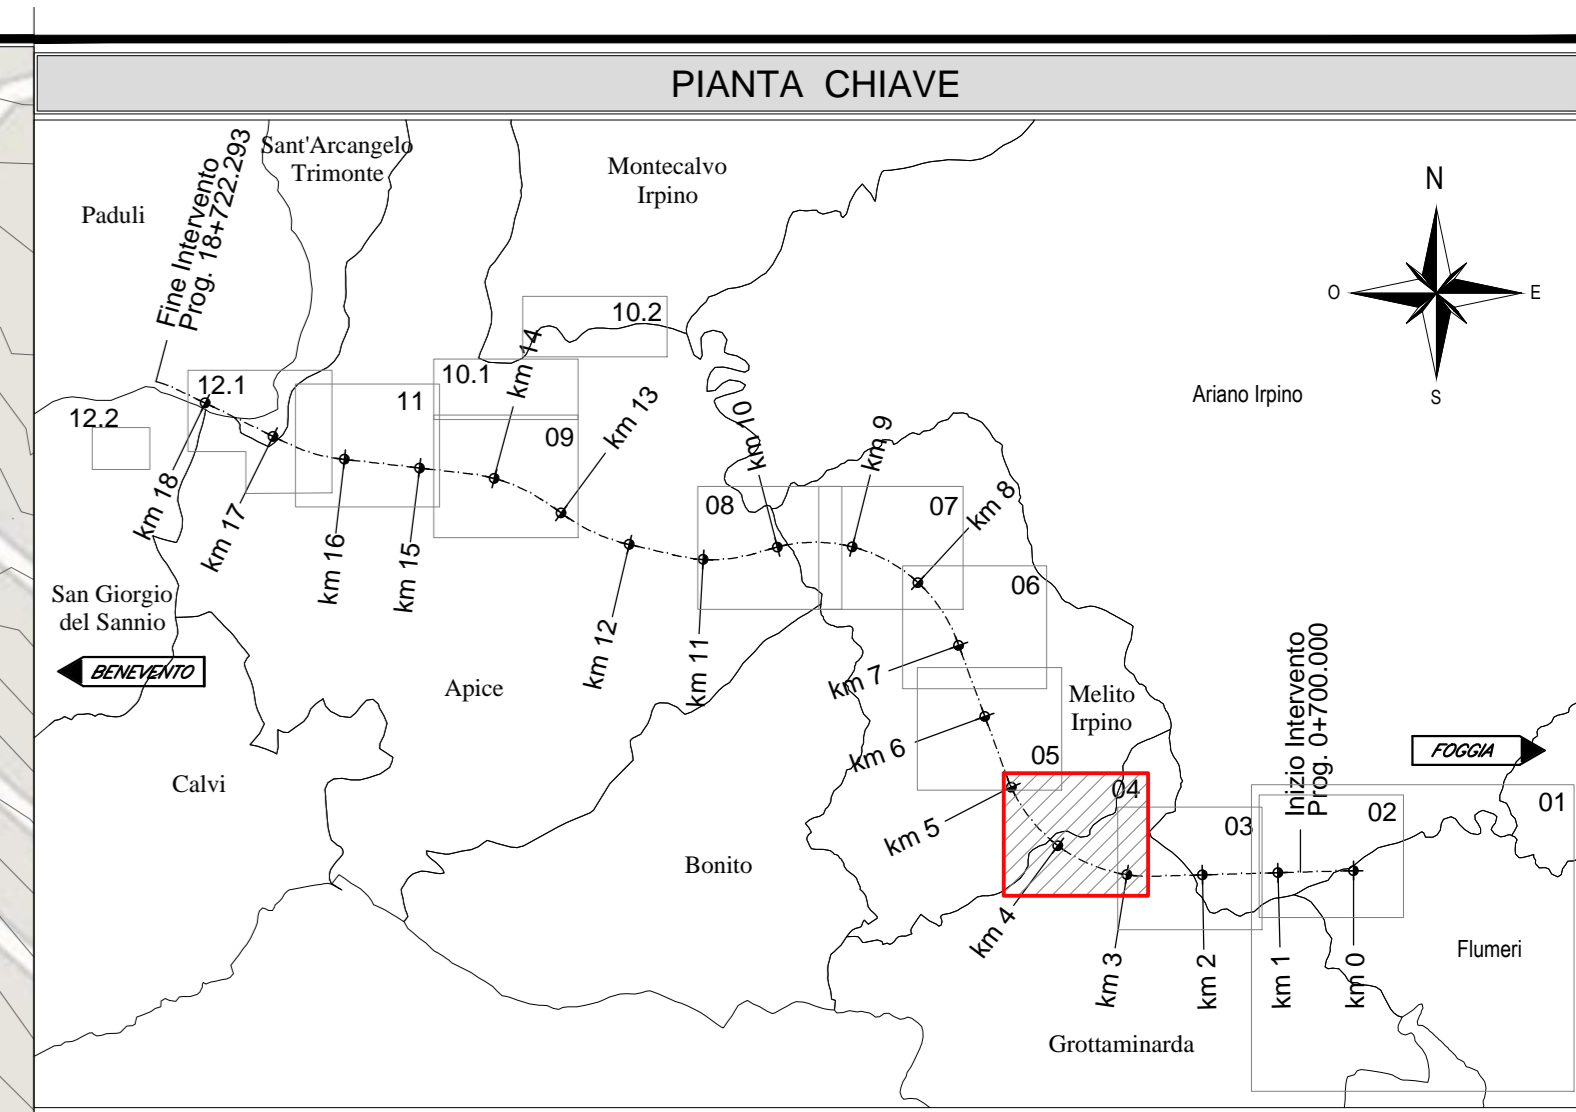 PIANTA CHIAVE
Sant'Arcangelo
Trimonte
Montecalvo
Irpino
Paduli
Fine Intervento
Prog. 18+722.293
N
O
E
S
Ariano Irpino
10.2
10.1
km 14
12.1
12.2
11
09
km 13
km 10
km 9
08
07
km 8
km 18
km 17
km 16
km 15
km 12
km 11
06
km 7
San Giorgio
del Sannio
BENEVENTO
Apice
Melito
Irpino
km 6
05
Inizio Intervento
Prog. 0+700.000
FOGGIA
Calvi
04
03
02
01
km 5
Bonito
km 4
km 3
km 2
km 1
km 0
Flumeri
Grottaminarda